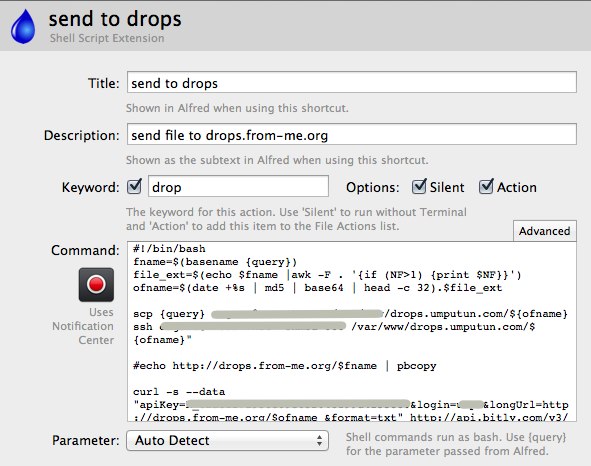 send to drops
Shell Script Extension
Title: send to drops
Shown in Alfred when using this shortcut.
Description: send file to drops.from-me.org
Shown as the subtext in Alfred when using this shortcut.
Keyword: drop Options: Silent Action
The keyword for this action. Use 'Silent' to run without Terminal
and 'Action' to add this item to the File Actions list.
Advanced
Command:
Uses
Notification
Center
#!/bin/bash
fname=$(basename {query})
file_ext=$(echo $fname |awk -F . '{if (NF>1) {print $NF}}')
ofname=$(date +%s | md5 | base64 | head -c 32).$file_ext
scp {query} /drops.umputun.com/${ofname}
ssh /var/www/drops.umputun.com/$
{ofname}"
#echo http://drops.from-me.org/$fname | pbcopy
curl -s --data
"apiKey= &login= &longUrl=http
://drops.from-me.org/$ofname &format=txt" http://api.bitly.com/v3/
Parameter: Auto Detect
Shell commands run as bash. Use {query}
for the parameter passed from Alfred.